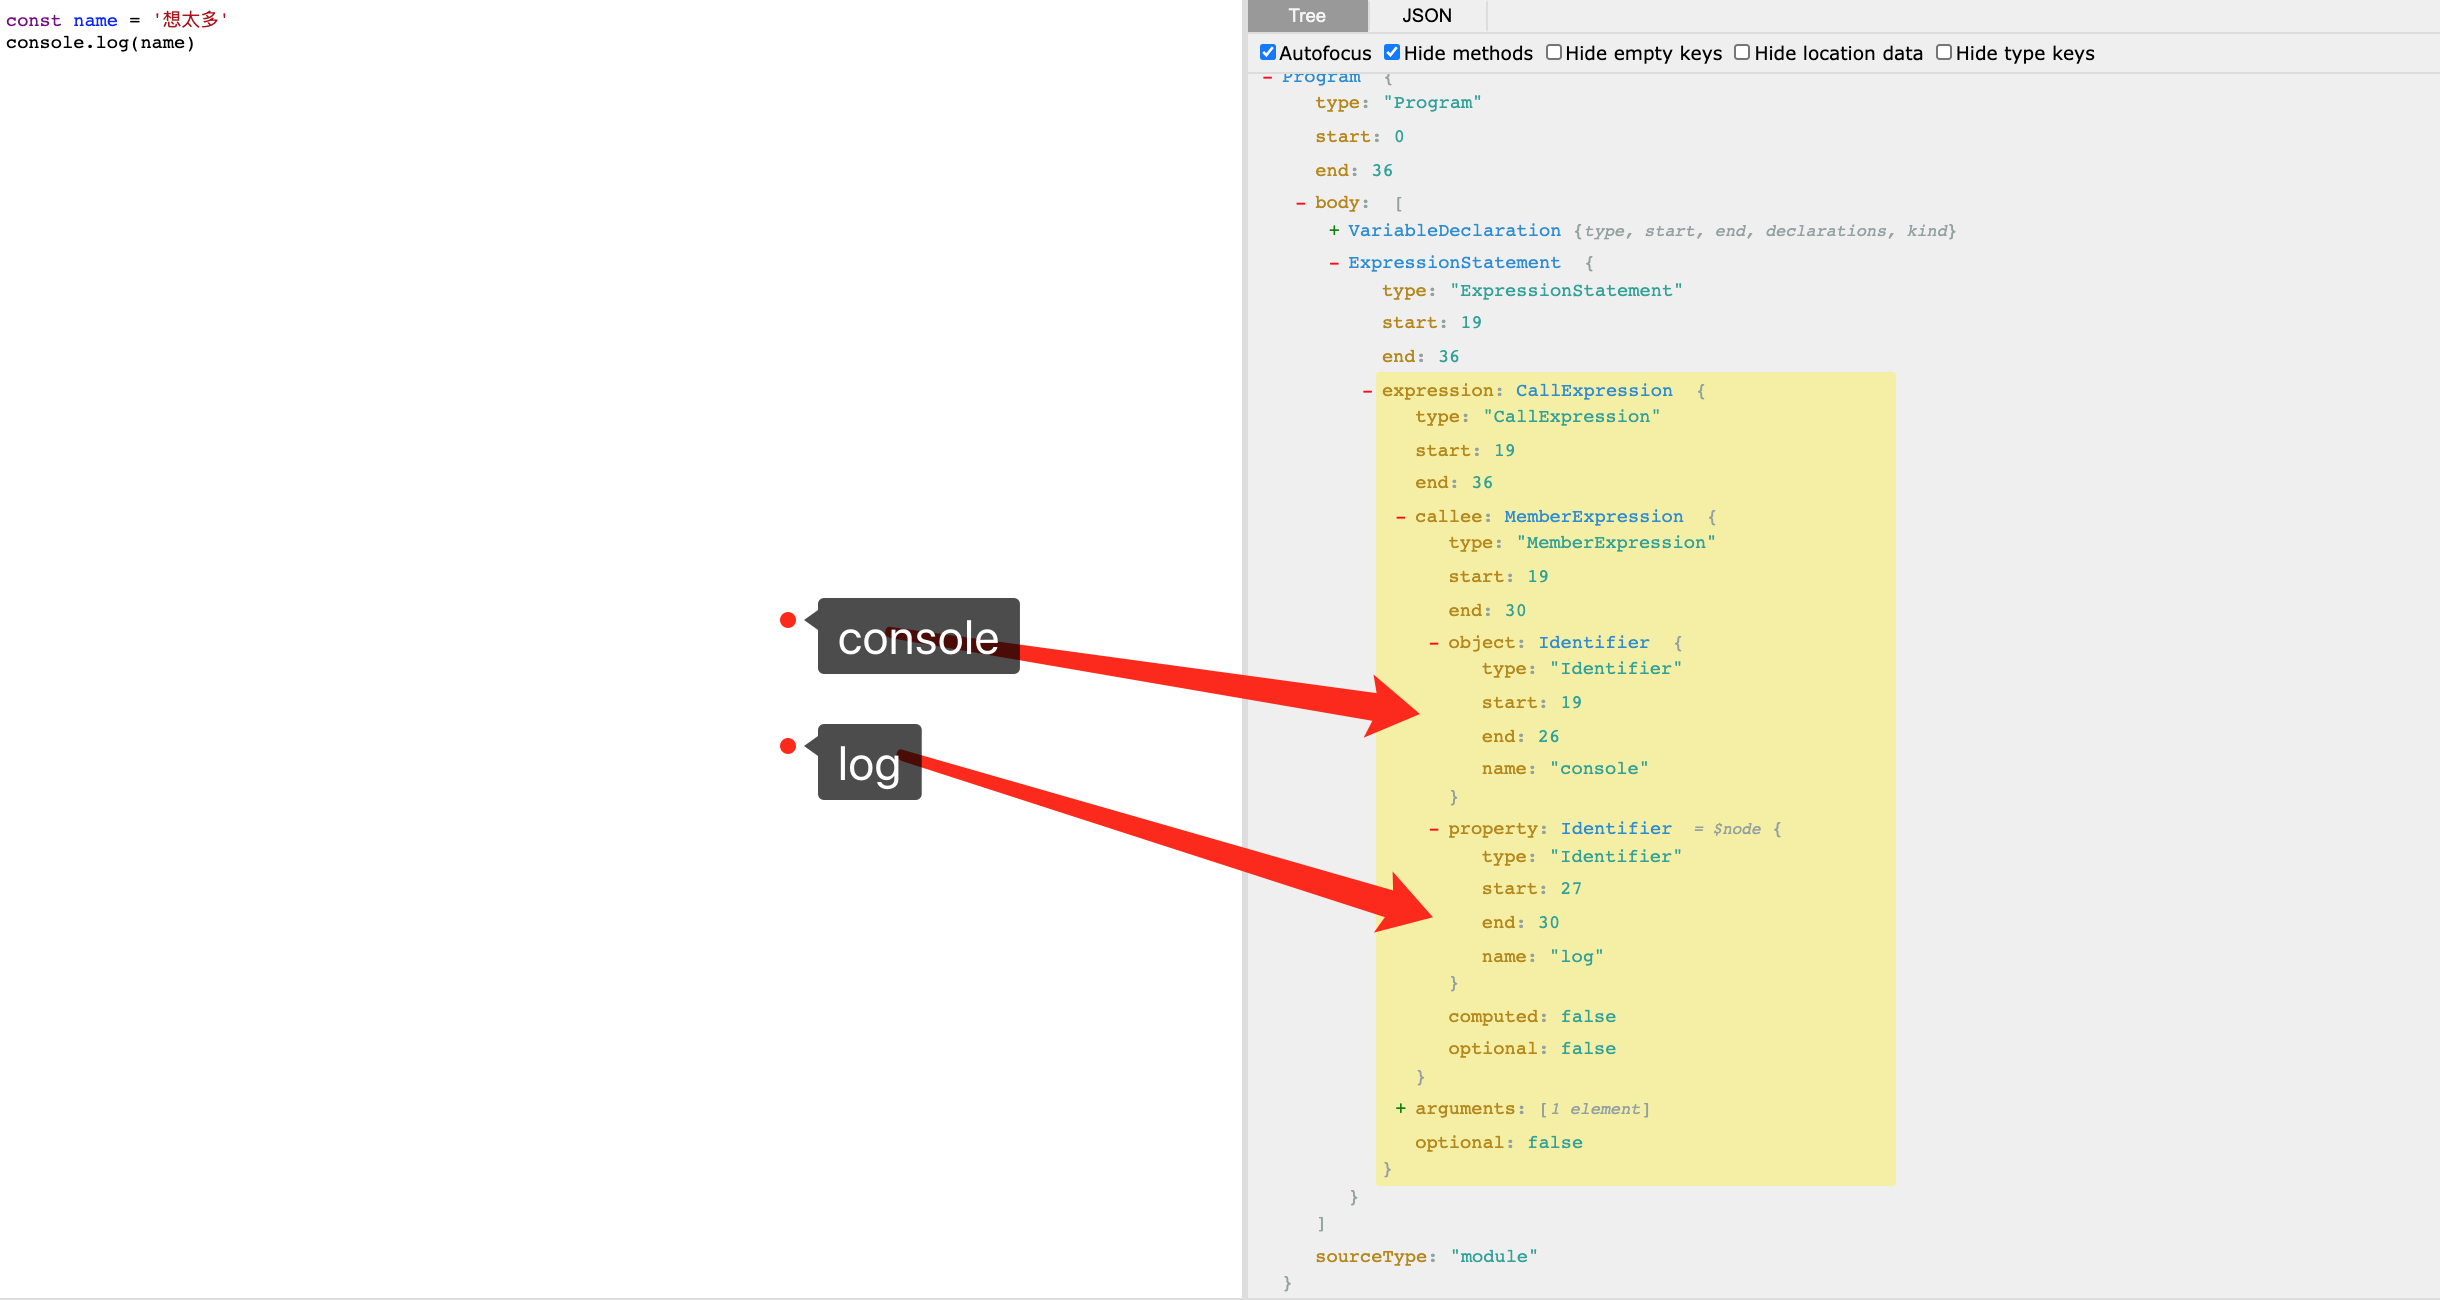 const name = '想太多'
console.log(name)
console
log
Tree JSON
Autofocus Hide methods Hide empty keys Hide location data Hide type keys
- Program {
type: "Program"
start: 0
end: 36
- body: [
+ VariableDeclaration {type, start, end, declarations, kind}
- ExpressionStatement {
type: "ExpressionStatement"
start: 19
end: 36
- expression: CallExpression {
type: "CallExpression"
start: 19
end: 36
- callee: MemberExpression {
type: "MemberExpression"
start: 19
end: 30
- object: Identifier {
type: "Identifier"
start: 19
end: 26
name: "console"
}
- property: Identifier = $node {
type: "Identifier"
start: 27
end: 30
name: "log"
}
computed: false
optional: false
}
+ arguments: [1 element]
optional: false
}
}
]
sourceType: "module"
}